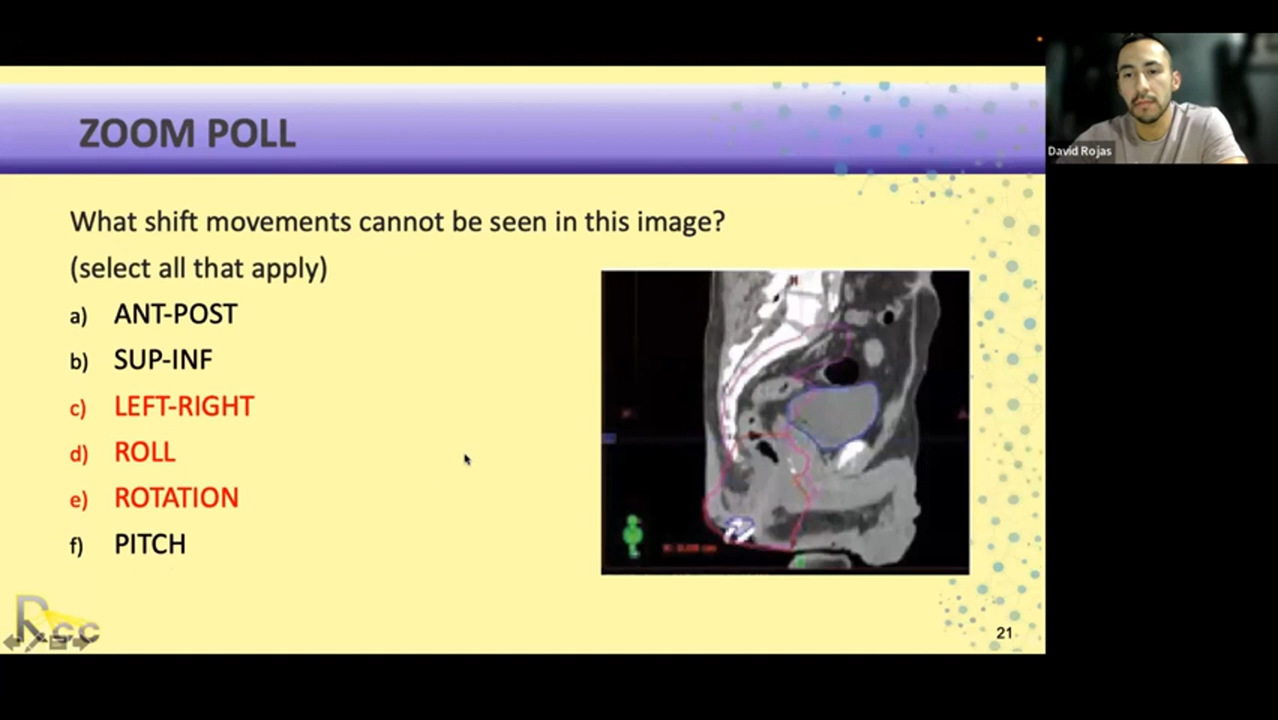 ZOOM POLL
David Rojas
What shift movements cannot be seen in this image?
(select all that apply)
a) ANT-POST
b) SUP-INF
c) LEFT-RIGHT
d) ROLL
e) ROTATION
f) PITCH
H
Rcc
21